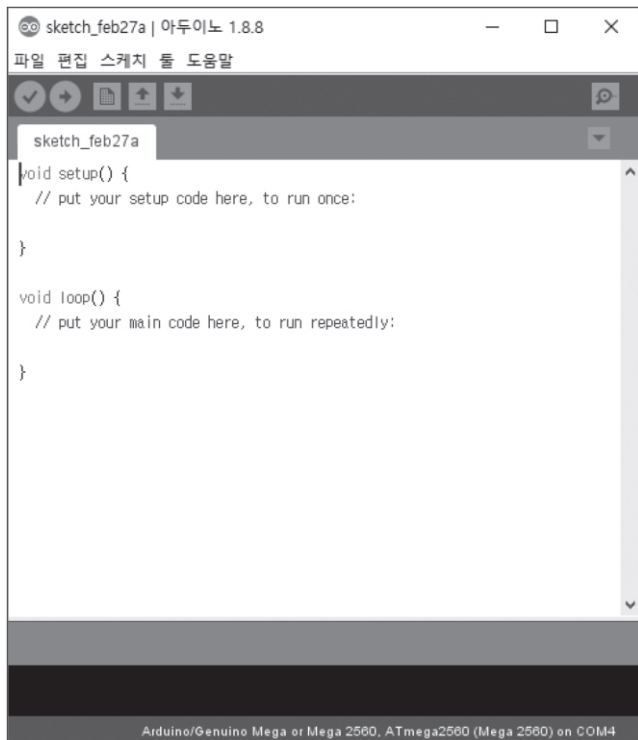 sketch_feb27a | 아두이노 1.8.8
파일 편집 스케치 툴 도움말
sketch_feb27a
void setup() {
  // put your setup code here, to run once:
}
void loop() {
  // put your main code here, to run repeatedly:
}
Arduino/Genuino Mega or Mega 2560, ATmega2560 (Mega 2560) on COM4